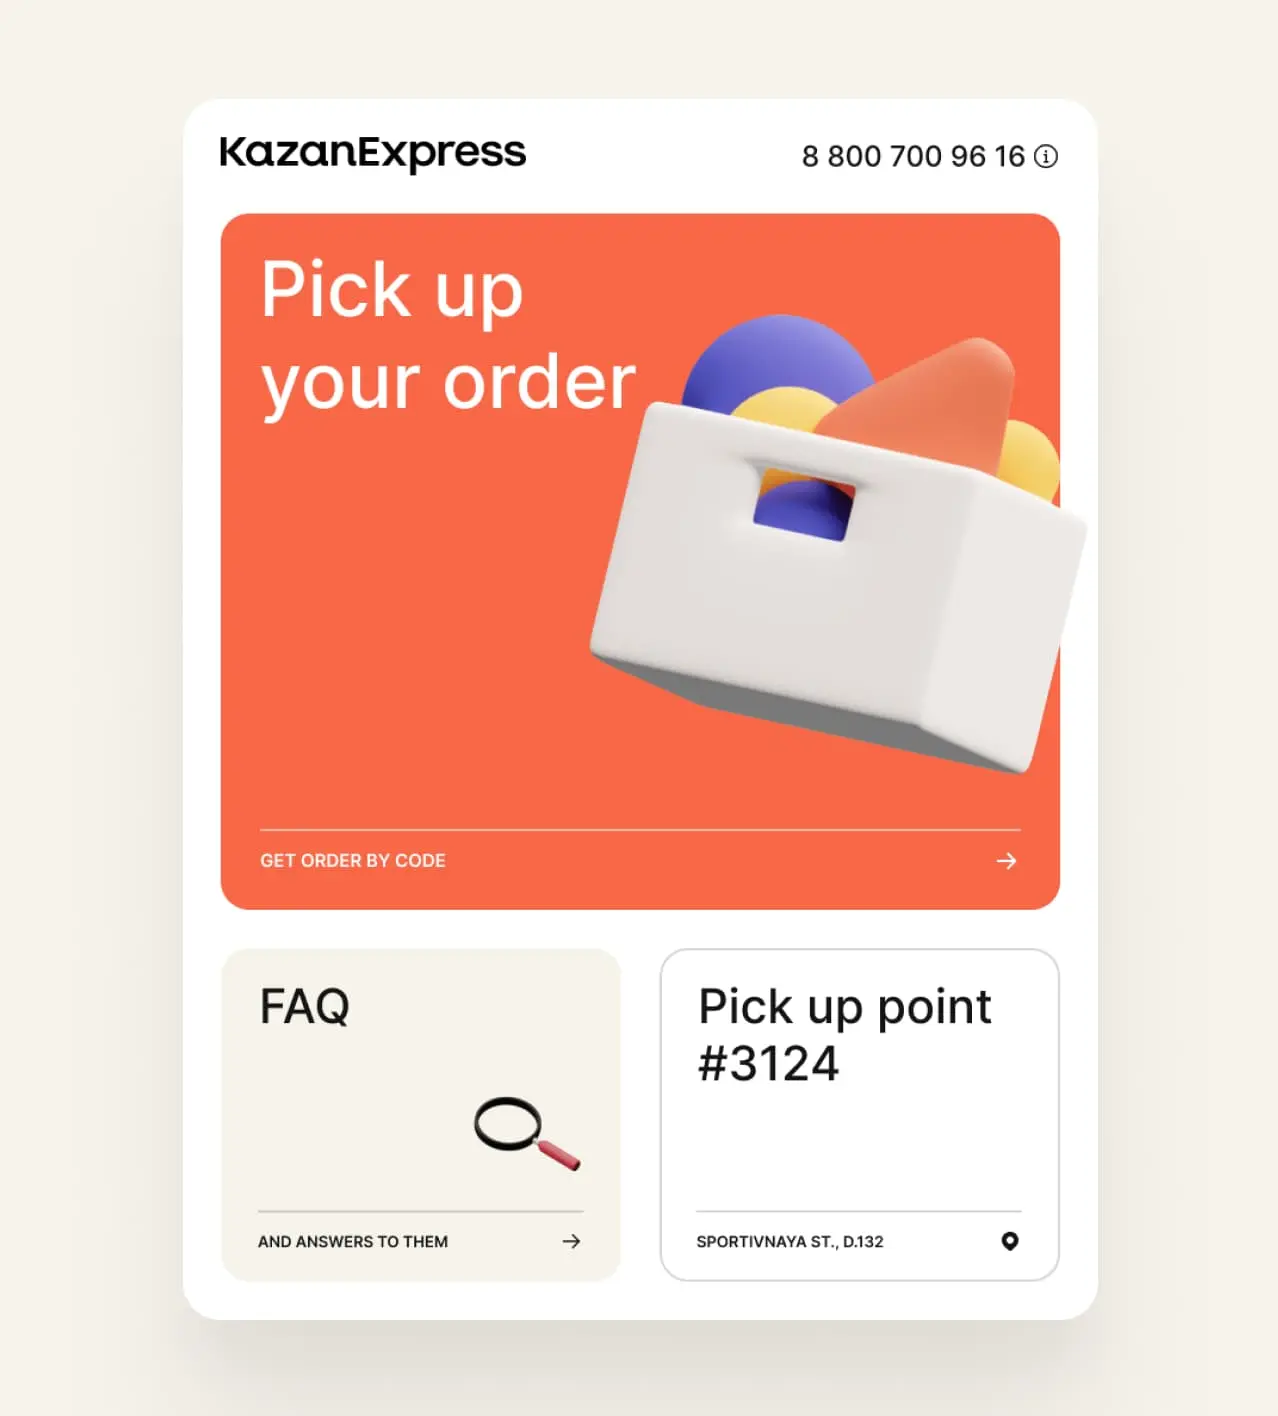 KazanExpress
8 800 700 96 16
Pick up
your order
GET ORDER BY CODE
FAQ
AND ANSWERS TO THEM
Pick up point
#3124
SPORTIVNAYA ST., D.132